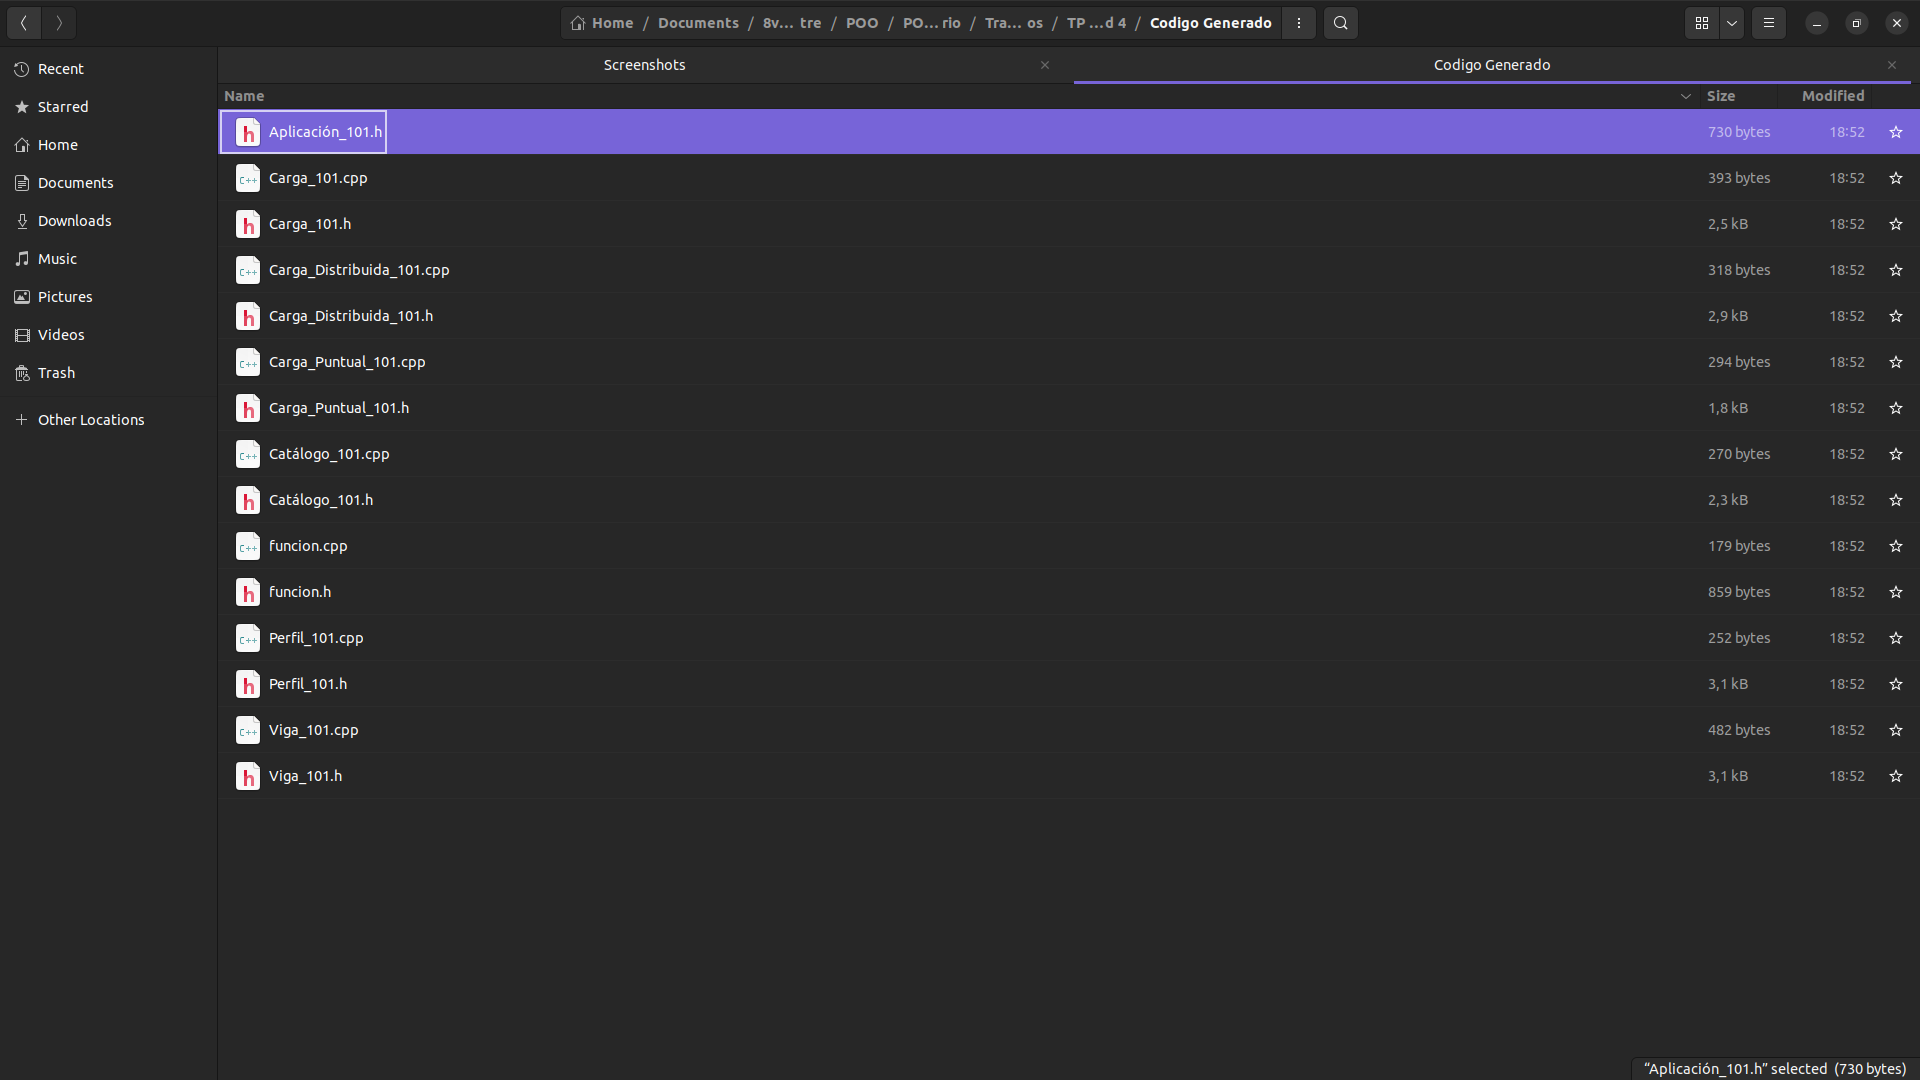 Home / Documents / 8v… tre / POO / PO… rio / Tra… os / TP …d 4 / Codigo Generado
Recent
Starred
Home
Documents
Downloads
Music
Pictures
Videos
Trash
Other Locations
Screenshots
Codigo Generado
Name Size Modified
h Aplicación_101.h 730 bytes 18:52
C++ Carga_101.cpp 393 bytes 18:52
h Carga_101.h 2,5 kB 18:52
C++ Carga_Distribuida_101.cpp 318 bytes 18:52
h Carga_Distribuida_101.h 2,9 kB 18:52
C++ Carga_Puntual_101.cpp 294 bytes 18:52
h Carga_Puntual_101.h 1,8 kB 18:52
C++ Catálogo_101.cpp 270 bytes 18:52
h Catálogo_101.h 2,3 kB 18:52
C++ funcion.cpp 179 bytes 18:52
h funcion.h 859 bytes 18:52
C++ Perfil_101.cpp 252 bytes 18:52
h Perfil_101.h 3,1 kB 18:52
C++ Viga_101.cpp 482 bytes 18:52
h Viga_101.h 3,1 kB 18:52
“Aplicación_101.h” selected (730 bytes)